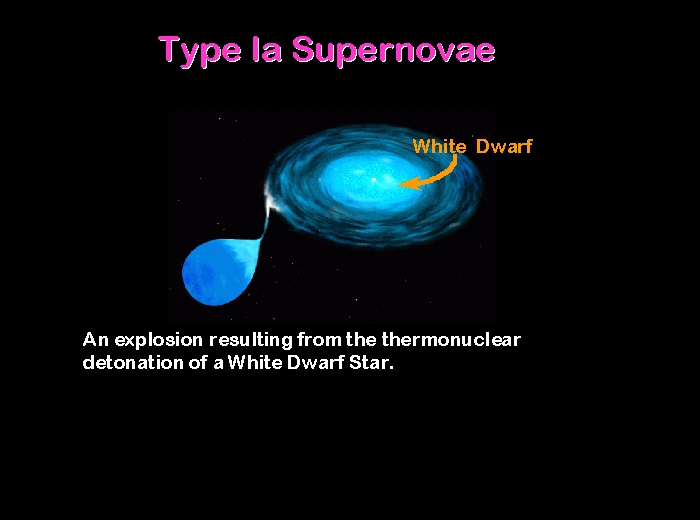 Type Ia Supernovae
White Dwarf
An explosion resulting from the thermonuclear
detonation of a White Dwarf Star.